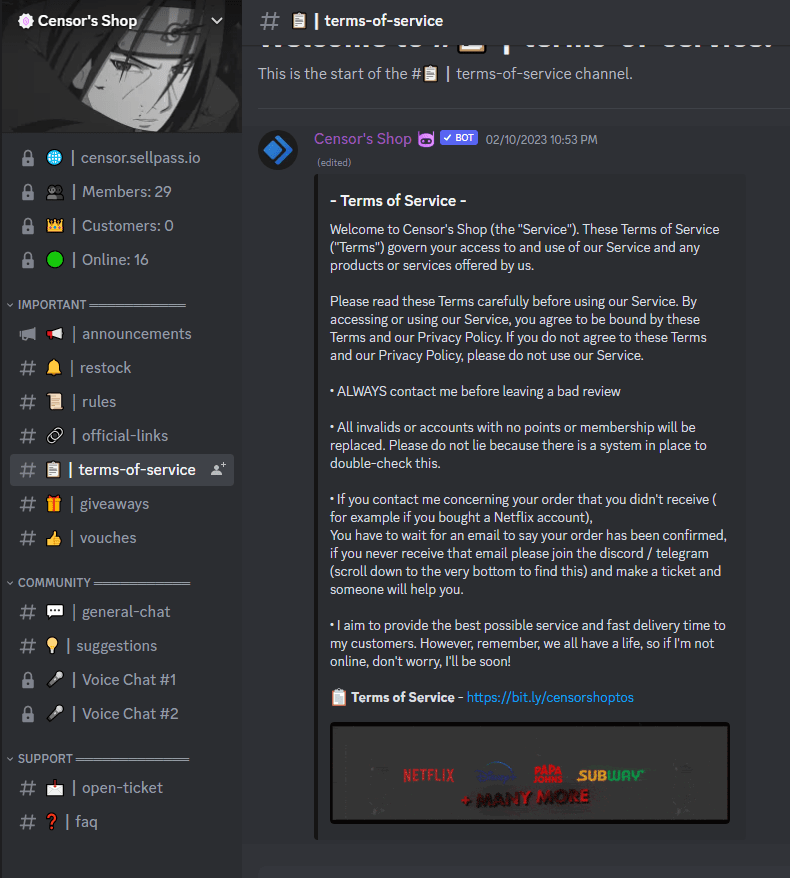 Censor's Shop
| censor.sellpass.io
| Members: 29
| Customers: 0
| Online: 16
IMPORTANT
| announcements
| restock
| rules
| official-links
# | terms-of-service
| giveaways
| vouches
COMMUNITY
| general-chat
| suggestions
| Voice Chat #1
| Voice Chat #2
SUPPORT
| open-ticket
| faq
# | terms-of-service
Welcome to # | terms-of-service!
This is the start of the # | terms-of-service channel.
Censor's Shop BOT 02/10/2023 10:53 PM
(edited)
- Terms of Service -
Welcome to Censor's Shop (the "Service"). These Terms of Service
("Terms") govern your access to and use of our Service and any
products or services offered by us.
Please read these Terms carefully before using our Service. By
accessing or using our Service, you agree to be bound by these
Terms and our Privacy Policy. If you do not agree to these Terms
and our Privacy Policy, please do not use our Service.
• ALWAYS contact me before leaving a bad review
• All invalids or accounts with no points or membership will be
replaced. Please do not lie because there is a system in place to
double-check this.
• If you contact me concerning your order that you didn't receive (
for example if you bought a Netflix account),
You have to wait for an email to say your order has been confirmed,
if you never receive that email please join the discord / telegram
(scroll down to the very bottom to find this) and make a ticket and
someone will help you.
• I aim to provide the best possible service and fast delivery time to
my customers. However, remember, we all have a life, so if I'm not
online, don't worry, I'll be soon!
Terms of Service - https://bit.ly/censorshoptos
NETFLIX Disney+ PAPA JOHNS SUBWAY
+ MANY MORE